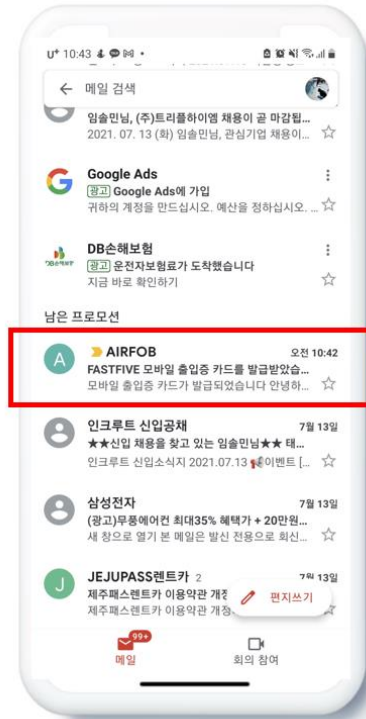 U+ 10:43
메일 검색
임솔민님, (주)트리플하이엠 채용이 곧 마감됩...
2021. 07. 13 (화) 임솔민님, 관심기업 채용이...
Google Ads
광고 Google Ads에 가입
귀하의 계정을 만드십시오. 예산을 정하십시오. ...
DB손해보험
광고 운전자보험료가 도착했습니다
지금 바로 확인하기
남은 프로모션
A AIRFOB 오전 10:42
FASTFIVE 모바일 출입증 카드를 발급받았습...
모바일 출입증 카드가 발급되었습니다 안녕하...
인크루트 신입공채 7월 13일
★★신입 채용을 찾고 있는 임솔민님★★ 태...
인크루트 신입소식지 2021.07.13 이벤트 [...
삼성전자 7월 13일
(광고)무풍에어컨 최대35% 혜택가 + 20만원...
새 창으로 열기 본 메일은 발신 전용으로 회신...
J JEJUPASS렌트카 2 7월 13일
제주패스렌트카 이용약관 개정
제주패스렌트카 이용약관 개정
편지쓰기
99+
메일 회의 참여